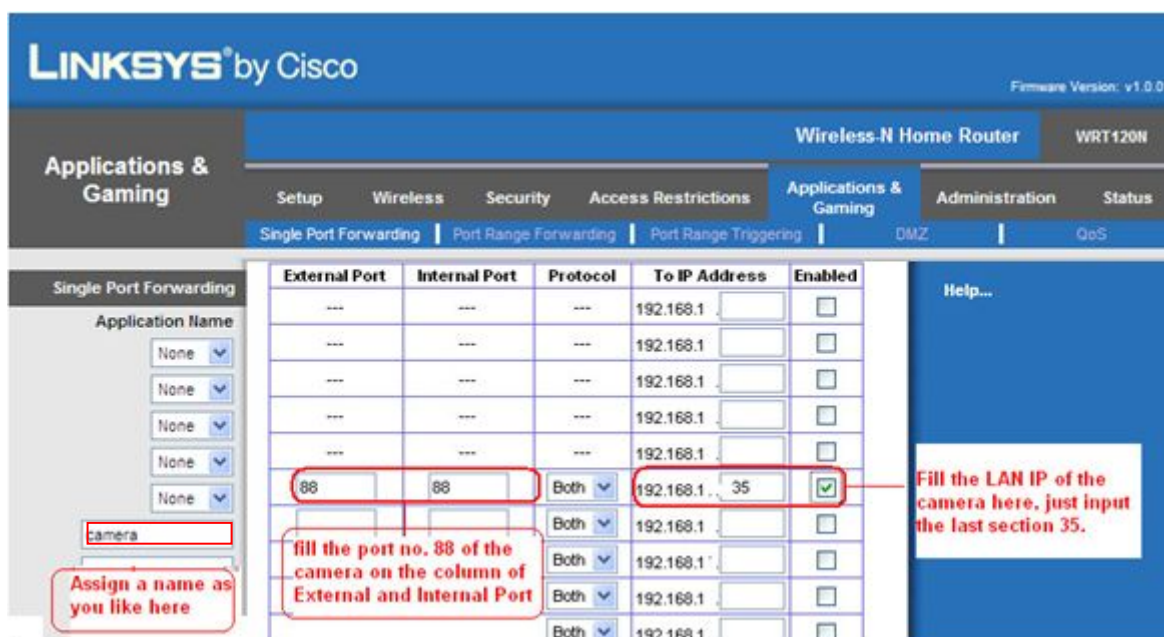 LINKSYS® by Cisco
Firmware Version: v1.0.0
Applications & Gaming
Wireless-N Home Router WRT120N
Setup Wireless Security Access Restrictions Applications & Gaming Administration Status
Single Port Forwarding | Port Range Forwarding | Port Range Triggering | DMZ | QoS
Single Port Forwarding
Application Name
None
None
None
None
None
camera
Assign a name as
you like here
External Port Internal Port Protocol To IP Address Enabled
--- --- --- 192.168.1 .
--- --- --- 192.168.1
--- --- --- 192.168.1 .
--- --- --- 192.168.1 .
--- --- --- 192.168.1 .
88 88 Both 192.168.1 . 35
Both 192.168.1 .
Both 192.168.1
Both 192.168.1 .
Both 192.168.1
fill the port no. 88 of the
camera on the column of
External and Internal Port
Help...
Fill the LAN IP of the
camera here, just input
the last section 35.